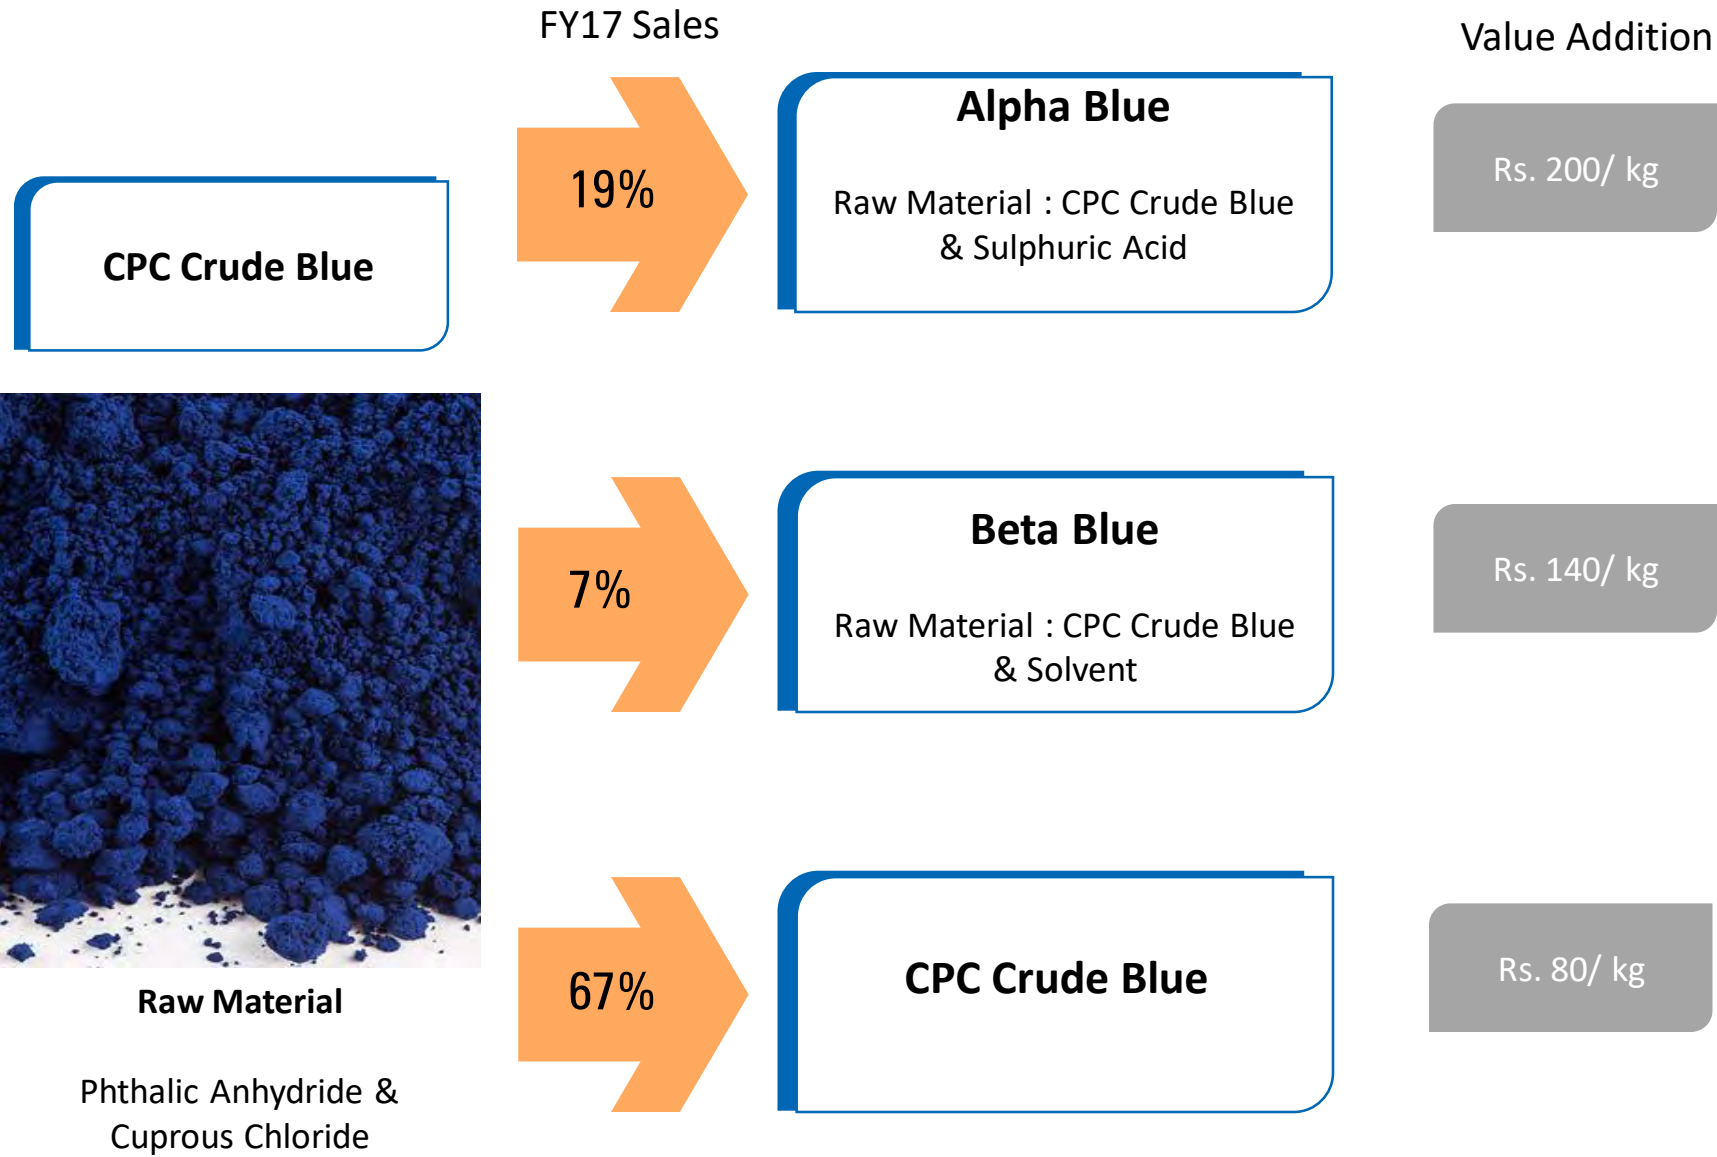 FY17 Sales
Value Addition
CPC Crude Blue
19%
Alpha Blue
Raw Material : CPC Crude Blue
& Sulphuric Acid
Rs. 200/ kg
7%
Beta Blue
Raw Material : CPC Crude Blue
& Solvent
Rs. 140/ kg
67%
CPC Crude Blue
Rs. 80/ kg
Raw Material
Phthalic Anhydride &
Cuprous Chloride